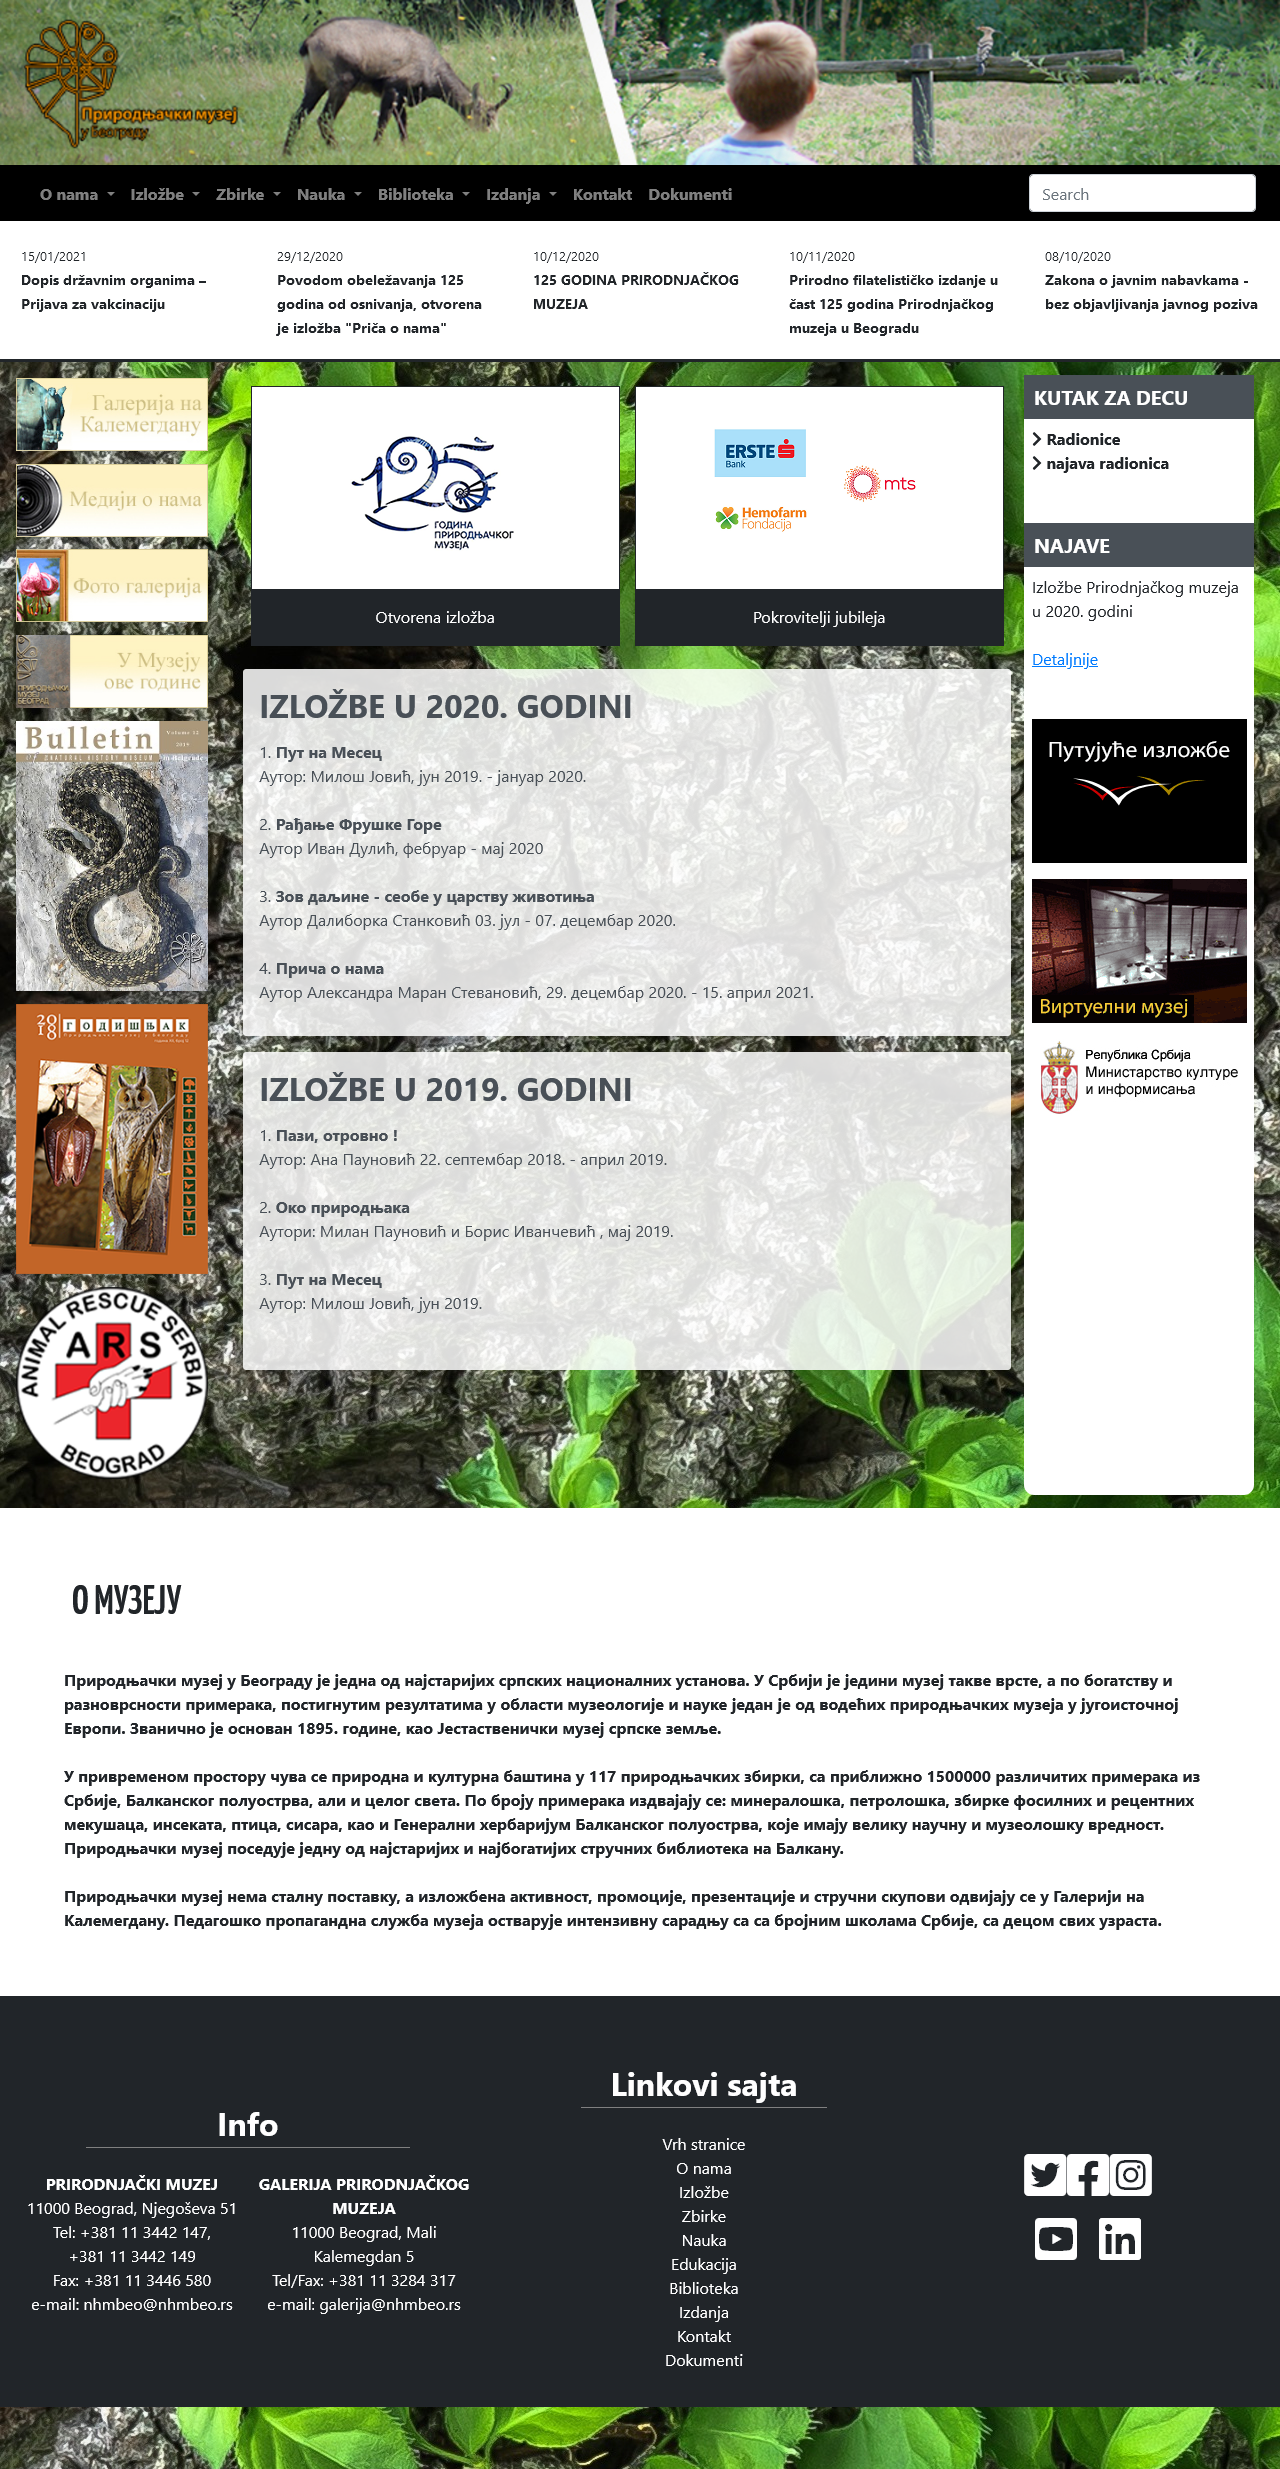 Природњачки музеј
у Београду
O nama Izložbe Zbirke Nauka Biblioteka Izdanja Kontakt Dokumenti Search
15/01/2021
Dopis državnim organima –
Prijava za vakcinaciju
29/12/2020
Povodom obeležavanja 125
godina od osnivanja, otvorena
je izložba "Priča o nama"
10/12/2020
125 GODINA PRIRODNJAČKOG
MUZEJA
10/11/2020
Prirodno filatelističko izdanje u
čast 125 godina Prirodnjačkog
muzeja u Beogradu
08/10/2020
Zakona o javnim nabavkama -
bez objavljivanja javnog poziva
Галерија на
Калемегдану
Медији о нама
Фото галерија
У Музеју
ове године
ПРИРОДЊАЧКИ
МУЗЕЈ
БЕОГРАД
Bulletin
Volume
2019
of the NATURAL HISTORY MUSEUM in Belgrade
2018 ГОДИШЊАК
Природњачки музеј у Београду
ANIMAL RESCUE SERBIA
ARS
BEOGRAD
125
ГОДИНА
ПРИРОДЊАЧКОГ
МУЗЕЈА
Otvorena izložba
ERSTE
Bank
mts
Hemofarm
Fondacija
Pokrovitelji jubileja
IZLOŽBE U 2020. GODINI
1. Пут на Месец
Аутор: Милош Јовић, јун 2019. - јануар 2020.
2. Рађање Фрушке Горе
Аутор Иван Дулић, фебруар - мај 2020
3. Зов даљине - сеобе у царству животиња
Аутор Далиборка Станковић 03. јул - 07. децембар 2020.
4. Прича о нама
Аутор Александра Маран Стевановић, 29. децембар 2020. - 15. април 2021.
IZLOŽBE U 2019. GODINI
1. Пази, отровно !
Аутор: Ана Пауновић 22. септембар 2018. - април 2019.
2. Око природњака
Аутори: Милан Пауновић и Борис Иванчевић , мај 2019.
3. Пут на Месец
Аутор: Милош Јовић, јун 2019.
KUTAK ZA DECU
Radionice
najava radionica
NAJAVE
Izložbe Prirodnjačkog muzeja
u 2020. godini
Detaljnije
Путујуће изложбе
Виртуелни музеј
Република Србија
Министарство културе
и информисања
О МУЗЕЈУ
Природњачки музеј у Београду је једна од најстаријих српских националних установа. У Србији је једини музеј такве врсте, а по богатству и
разноврсности примерака, постигнутим резултатима у области музеологије и науке један је од водећих природњачких музеја у југоисточној
Европи. Званично је основан 1895. године, као Јестаственички музеј српске земље.
У привременом простору чува се природна и културна баштина у 117 природњачких збирки, са приближно 1500000 различитих примерака из
Србије, Балканског полуострва, али и целог света. По броју примерака издвајају се: минералошка, петролошка, збирке фосилних и рецентних
мекушаца, инсеката, птица, сисара, као и Генерални хербаријум Балканског полуострва, које имају велику научну и музеолошку вредност.
Природњачки музеј поседује једну од најстаријих и најбогатијих стручних библиотека на Балкану.
Природњачки музеј нема сталну поставку, а изложбена активност, промоције, презентације и стручни скупови одвијају се у Галерији на
Калемегдану. Педагошко пропагандна служба музеја остварује интензивну сарадњу са са бројним школама Србије, са децом свих узраста.
Info
PRIRODNJAČKI MUZEJ
11000 Beograd, Njegoševa 51
Tel: +381 11 3442 147,
+381 11 3442 149
Fax: +381 11 3446 580
e-mail: nhmbeo@nhmbeo.rs
GALERIJA PRIRODNJAČKOG
MUZEJA
11000 Beograd, Mali
Kalemegdan 5
Tel/Fax: +381 11 3284 317
e-mail: galerija@nhmbeo.rs
Linkovi sajta
Vrh stranice
O nama
Izložbe
Zbirke
Nauka
Edukacija
Biblioteka
Izdanja
Kontakt
Dokumenti